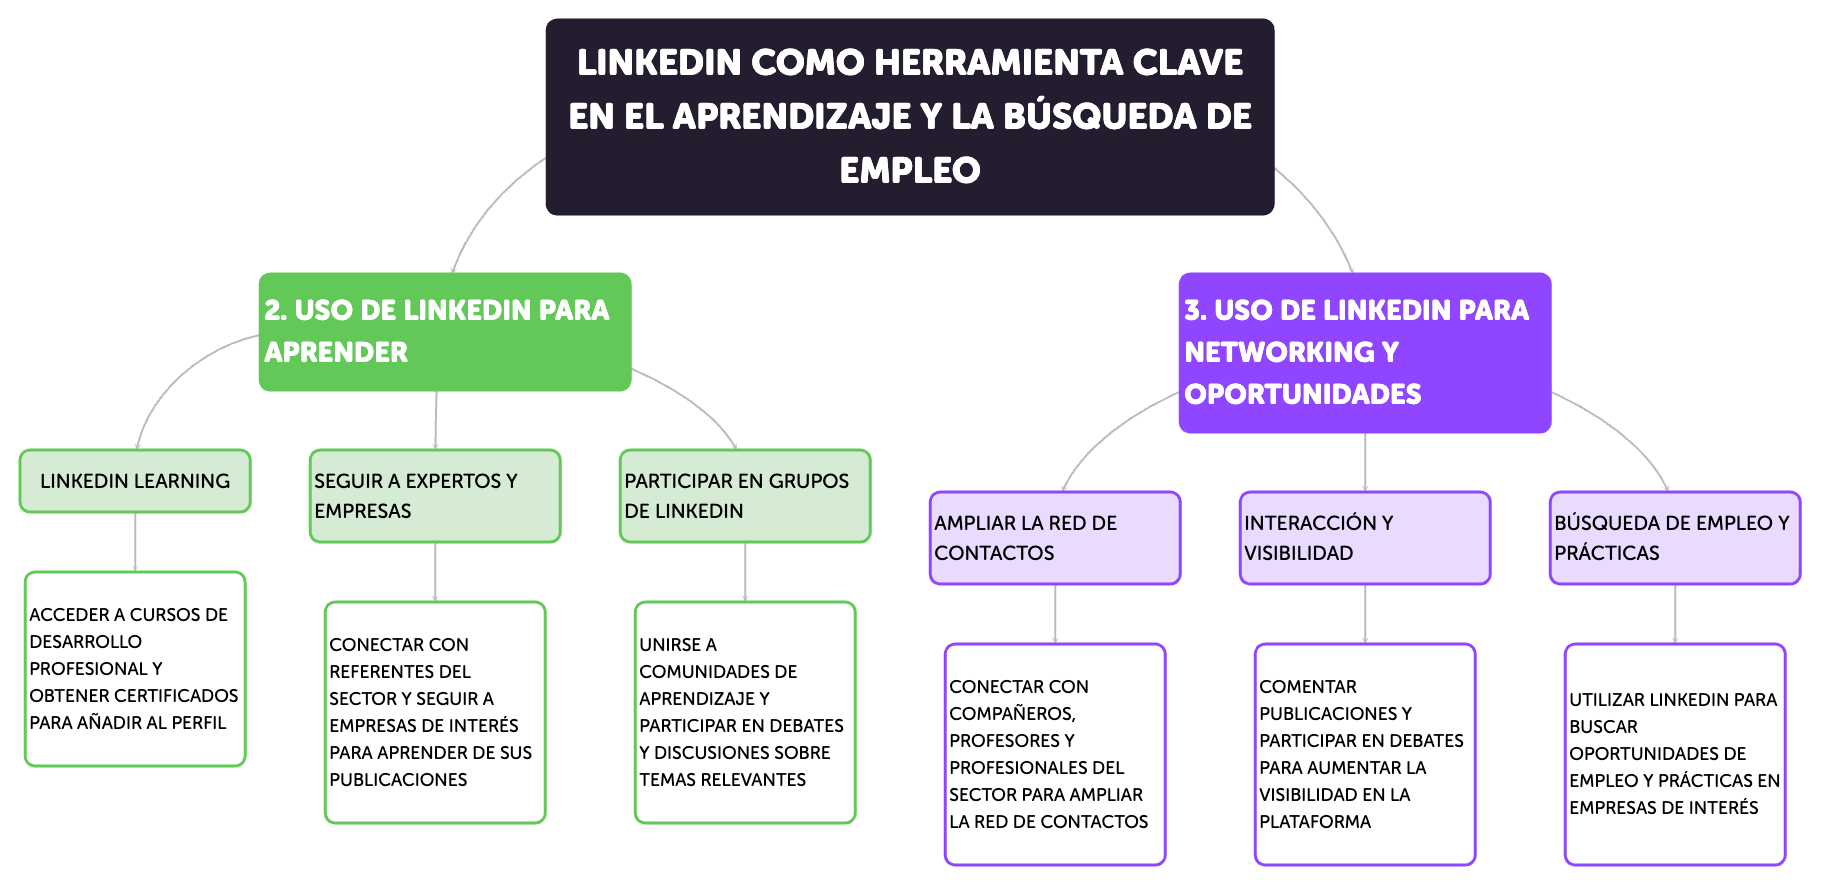 LINKEDIN COMO HERRAMIENTA CLAVE
EN EL APRENDIZAJE Y LA BÚSQUEDA DE
EMPLEO
2. USO DE LINKEDIN PARA
APRENDER
LINKEDIN LEARNING
ACCEDER A CURSOS DE
DESARROLLO
PROFESIONAL Y
OBTENER CERTIFICADOS
PARA AÑADIR AL PERFIL
SEGUIR A EXPERTOS Y
EMPRESAS
CONECTAR CON
REFERENTES DEL
SECTOR Y SEGUIR A
EMPRESAS DE INTERÉS
PARA APRENDER DE SUS
PUBLICACIONES
PARTICIPAR EN GRUPOS
DE LINKEDIN
UNIRSE A
COMUNIDADES DE
APRENDIZAJE Y
PARTICIPAR EN DEBATES
Y DISCUSIONES SOBRE
TEMAS RELEVANTES
3. USO DE LINKEDIN PARA
NETWORKING Y
OPORTUNIDADES
AMPLIAR LA RED DE
CONTACTOS
CONECTAR CON
COMPAÑEROS,
PROFESORES Y
PROFESIONALES DEL
SECTOR PARA AMPLIAR
LA RED DE CONTACTOS
INTERACCIÓN Y
VISIBILIDAD
COMENTAR
PUBLICACIONES Y
PARTICIPAR EN DEBATES
PARA AUMENTAR LA
VISIBILIDAD EN LA
PLATAFORMA
BÚSQUEDA DE EMPLEO Y
PRÁCTICAS
UTILIZAR LINKEDIN PARA
BUSCAR
OPORTUNIDADES DE
EMPLEO Y PRÁCTICAS EN
EMPRESAS DE INTERÉS